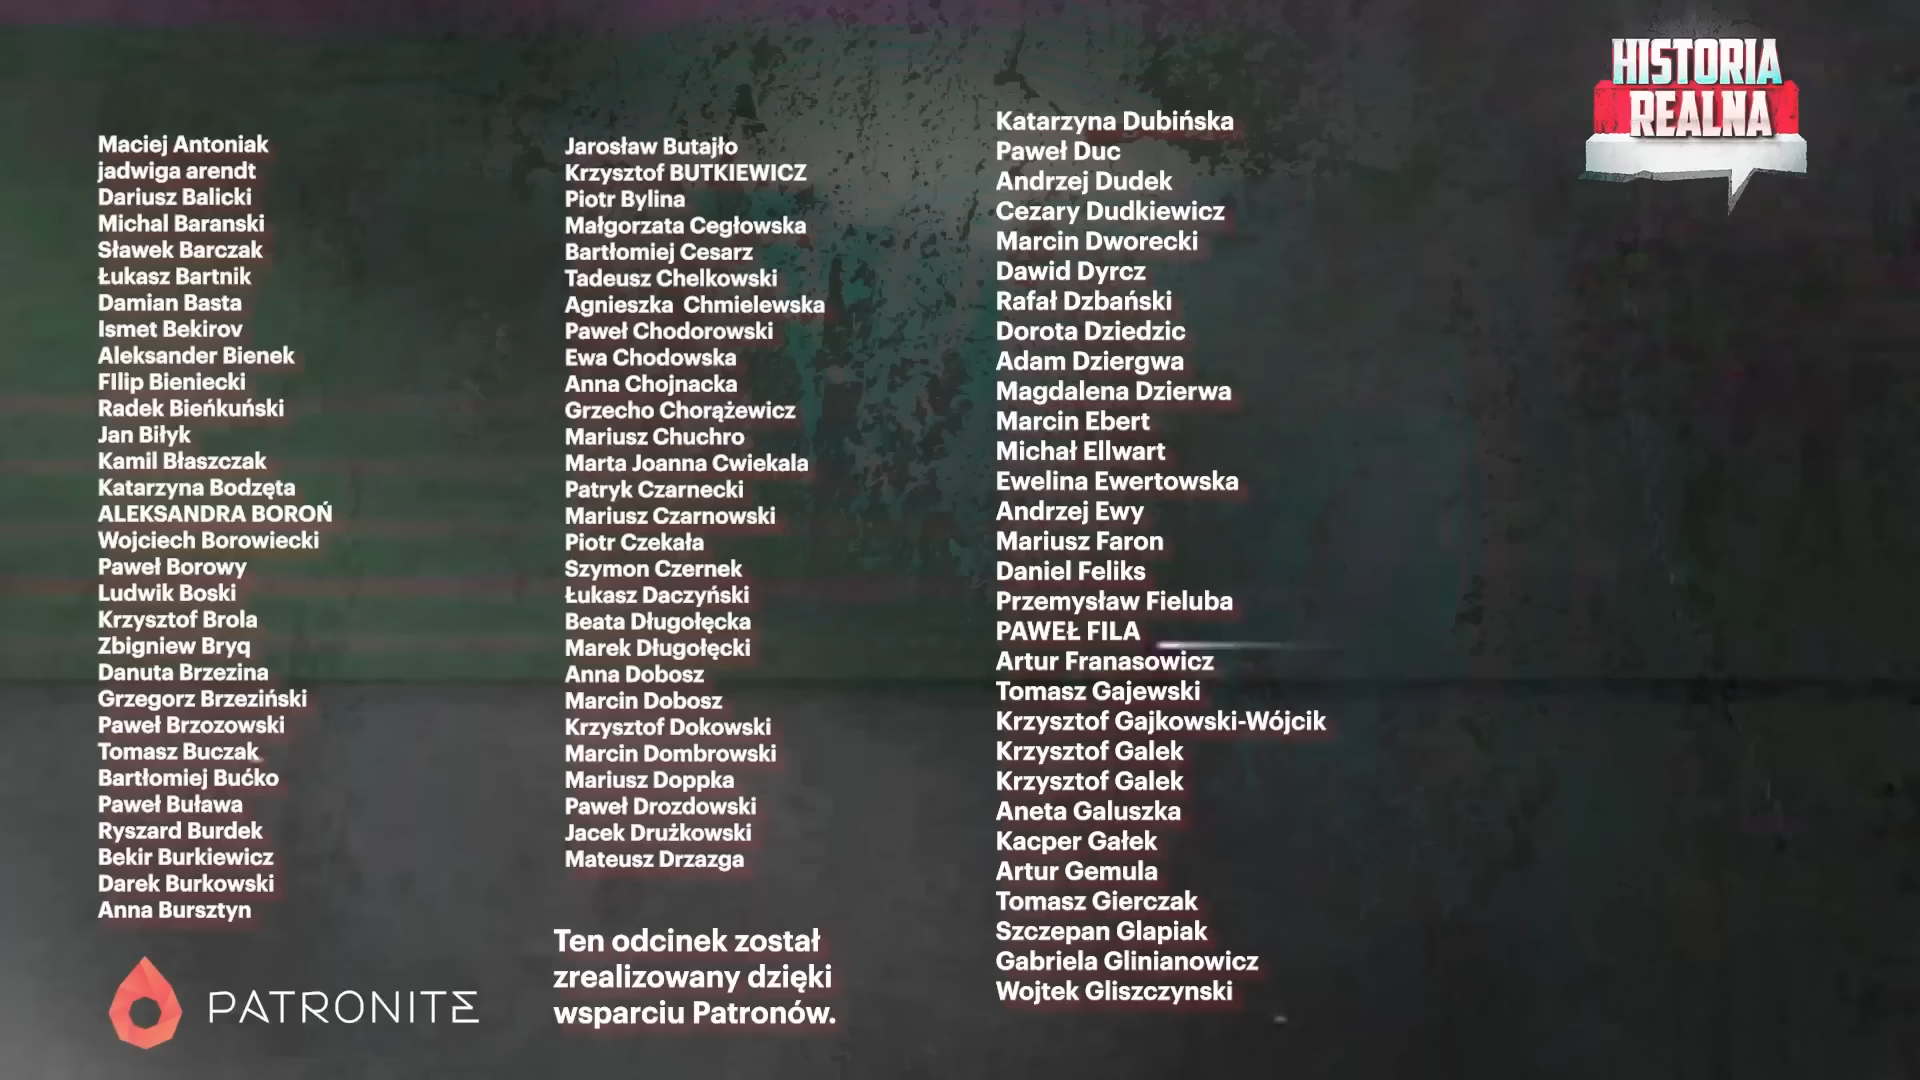 Maciej Antoniak
jadwiga arendt
Dariusz Balicki
Michal Baranski
Sławek Barczak
Łukasz Bartnik
Damian Basta
Ismet Bekirov
Aleksander Bienek
FIlip Bieniecki
Radek Bieńkuński
Jan Biłyk
Kamil Błaszczak
Katarzyna Bodzęta
ALEKSANDRA BOROŃ
Wojciech Borowiecki
Paweł Borowy
Ludwik Boski
Krzysztof Brola
Zbigniew Bryq
Danuta Brzezina
Grzegorz Brzeziński
Paweł Brzozowski
Tomasz Buczak
Bartłomiej Bućko
Paweł Buława
Ryszard Burdek
Bekir Burkiewicz
Darek Burkowski
Anna Bursztyn
PATRONITE
Jarosław Butajło
Krzysztof BUTKIEWICZ
Piotr Bylina
Małgorzata Cegłowska
Bartłomiej Cesarz
Tadeusz Chelkowski
Agnieszka  Chmielewska
Paweł Chodorowski
Ewa Chodowska
Anna Chojnacka
Grzecho Chorążewicz
Mariusz Chuchro
Marta Joanna Cwiekala
Patryk Czarnecki
Mariusz Czarnowski
Piotr Czekała
Szymon Czernek
Łukasz Daczyński
Beata Długołęcka
Marek Długołęcki
Anna Dobosz
Marcin Dobosz
Krzysztof Dokowski
Marcin Dombrowski
Mariusz Doppka
Paweł Drozdowski
Jacek Drużkowski
Mateusz Drzazga
Ten odcinek został
zrealizowany dzięki
wsparciu Patronów.
Katarzyna Dubińska
Paweł Duc
Andrzej Dudek
Cezary Dudkiewicz
Marcin Dworecki
Dawid Dyrcz
Rafał Dzbański
Dorota Dziedzic
Adam Dziergwa
Magdalena Dzierwa
Marcin Ebert
Michał Ellwart
Ewelina Ewertowska
Andrzej Ewy
Mariusz Faron
Daniel Feliks
Przemysław Fieluba
PAWEŁ FILA
Artur Franasowicz
Tomasz Gajewski
Krzysztof Gajkowski-Wójcik
Krzysztof Galek
Krzysztof Galek
Aneta Galuszka
Kacper Gałek
Artur Gemula
Tomasz Gierczak
Szczepan Glapiak
Gabriela Glinianowicz
Wojtek Gliszczynski
HISTORIA
REALNA